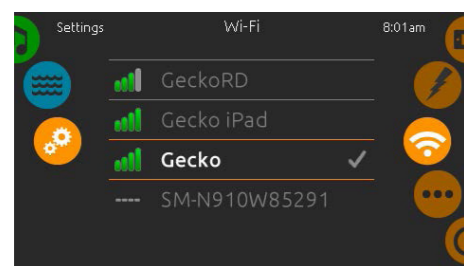 Settings
Wi-Fi
8:01am
GeckoRD
Gecko iPad
Gecko
SM-N910W85291